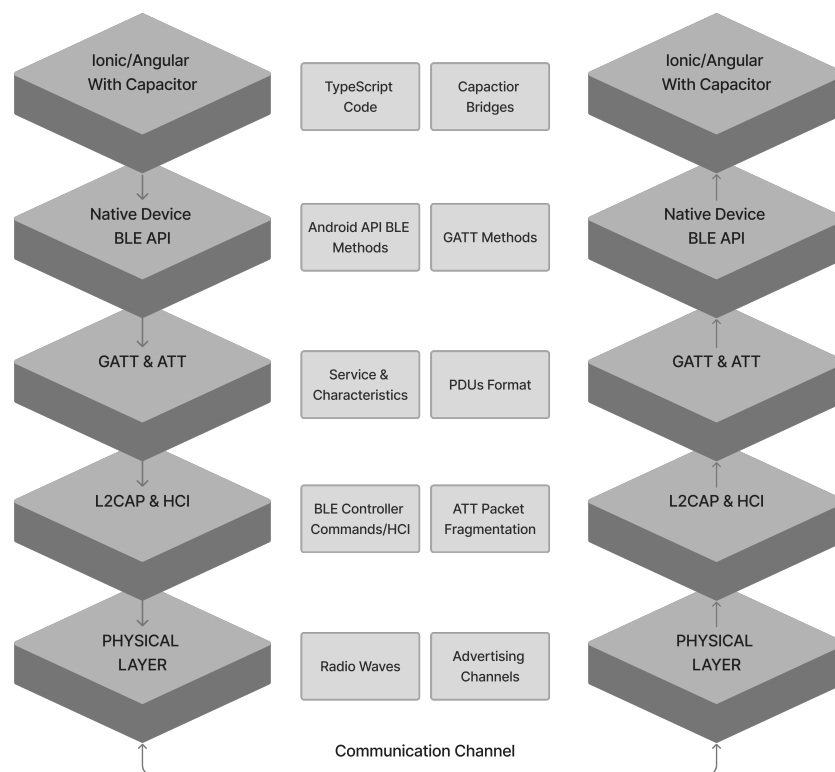 Ionic/Angular
With Capacitor
TypeScript
Code
Capactior
Bridges
Ionic/Angular
With Capacitor
Native Device
BLE API
Android API BLE
Methods
GATT Methods
Native Device
BLE API
GATT & ATT
Service &
Characteristics
PDUs Format
GATT & ATT
L2CAP & HCI
BLE Controller
Commands/HCI
ATT Packet
Fragmentation
L2CAP & HCI
PHYSICAL
LAYER
Radio Waves
Advertising
Channels
PHYSICAL
LAYER
Communication Channel